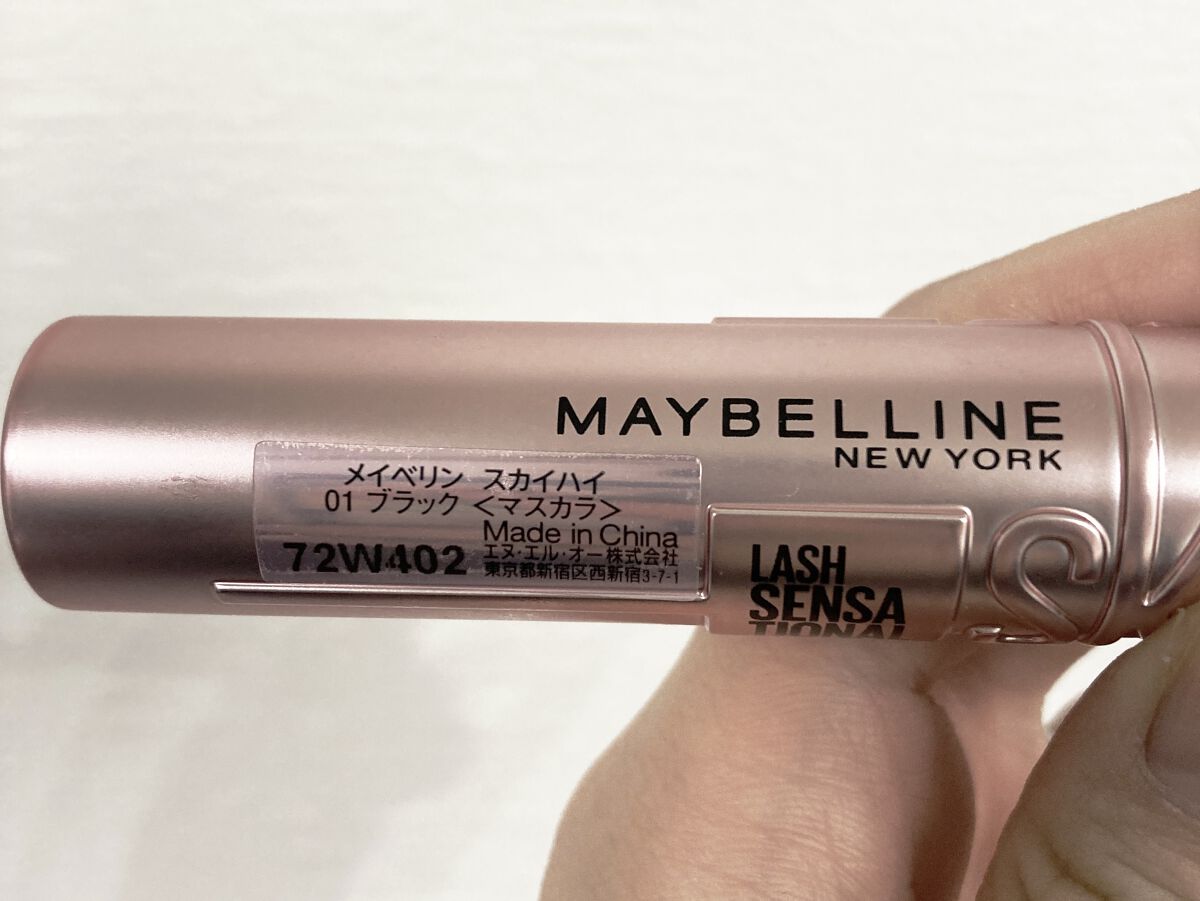 MAYBELLINE
NEW YORK
メイベリン スカイハイ
01 ブラック <マスカラ>
Made in China
72W402
エヌ・エル・オー株式会社
東京都新宿区西新宿3-7-1
LASH
SENSA
TIONAL